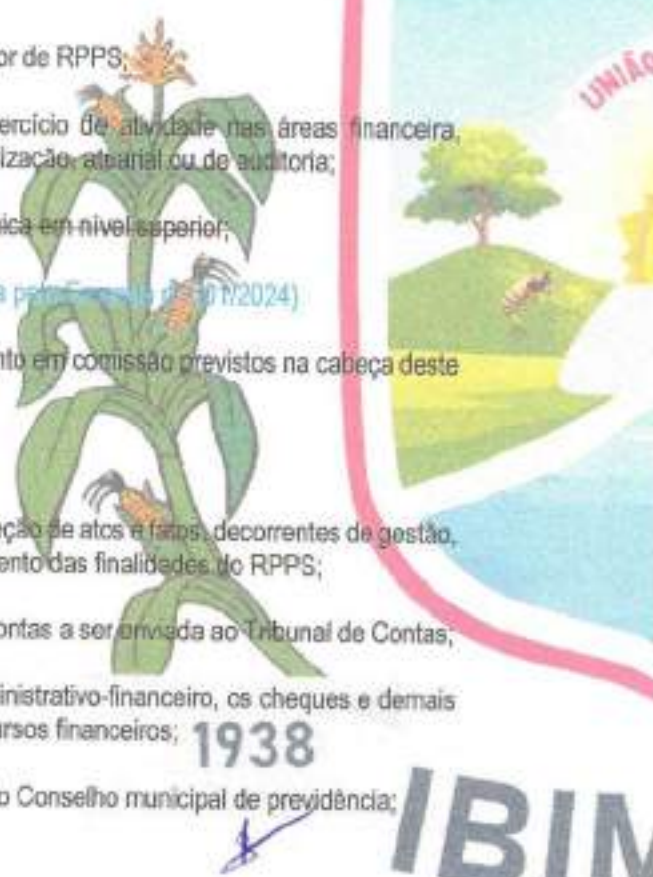 or de RPPS;
UNIÃO
ercício de atividade nas áreas financeira,
ização, atuarial ou de auditoria;
ica em nível superior;
a pela 01/2024)
nto em comissão previstos na cabeça deste
eção de atos e fatos, decorrentes de gestão,
ento das finalidades do RPPS;
ontas a ser enviada ao Tribunal de Contas;
inistrativo-financeiro, os cheques e demais
ursos financeiros;
1938
o Conselho municipal de previdência;
IBIM